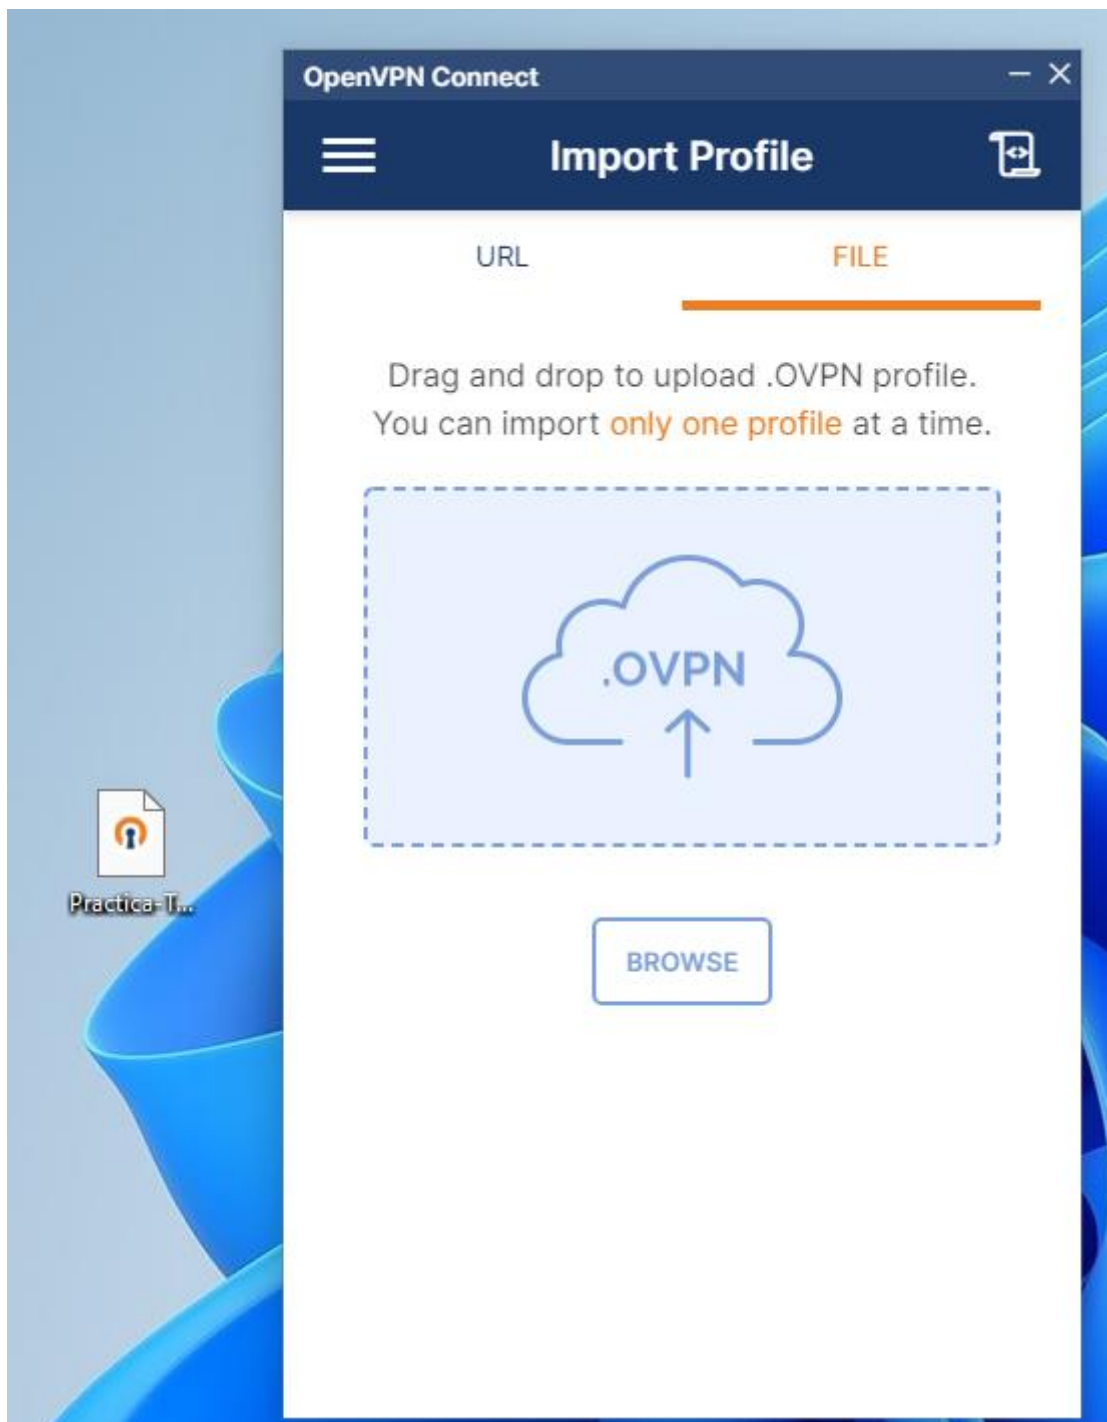 OpenVPN Connect
Import Profile
URL
FILE
Drag and drop to upload .OVPN profile.
You can import only one profile at a time.
.OVPN
Practica-T...
BROWSE